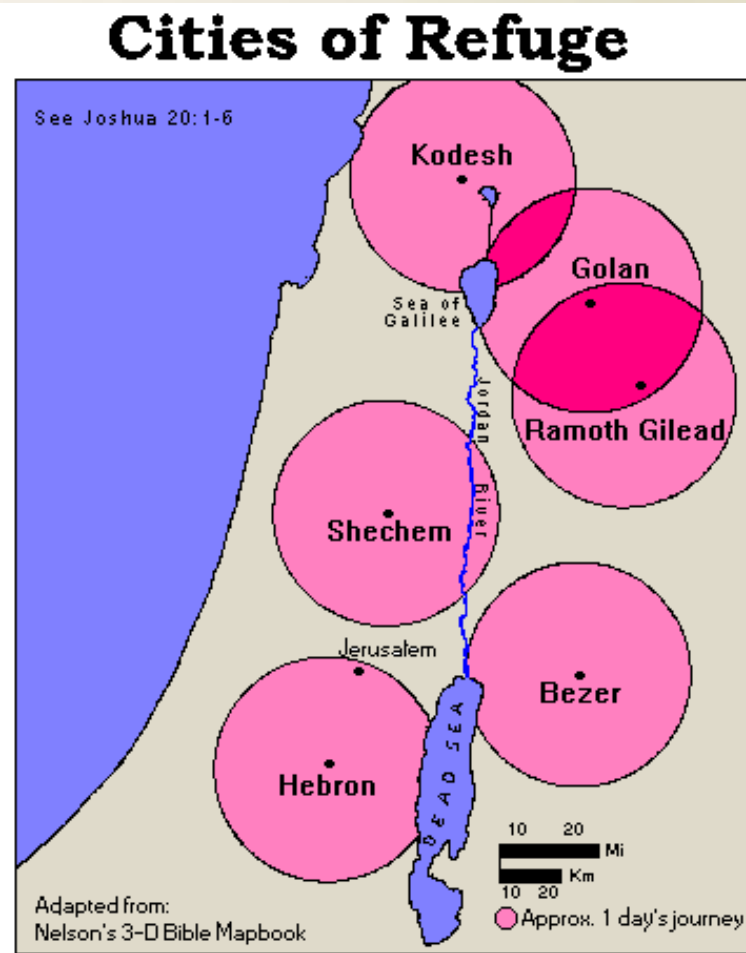 Cities of Refuge
See Joshua 20:1-6
Kodesh
Golan
Sea of
Galilee
Jordan
River
Ramoth Gilead
Shechem
Jerusalem
Bezer
Hebron
DEAD SEA
10 20
Mi
Km
10 20
Approx. 1 day's journey
Adapted from:
Nelson's 3-D Bible Mapbook